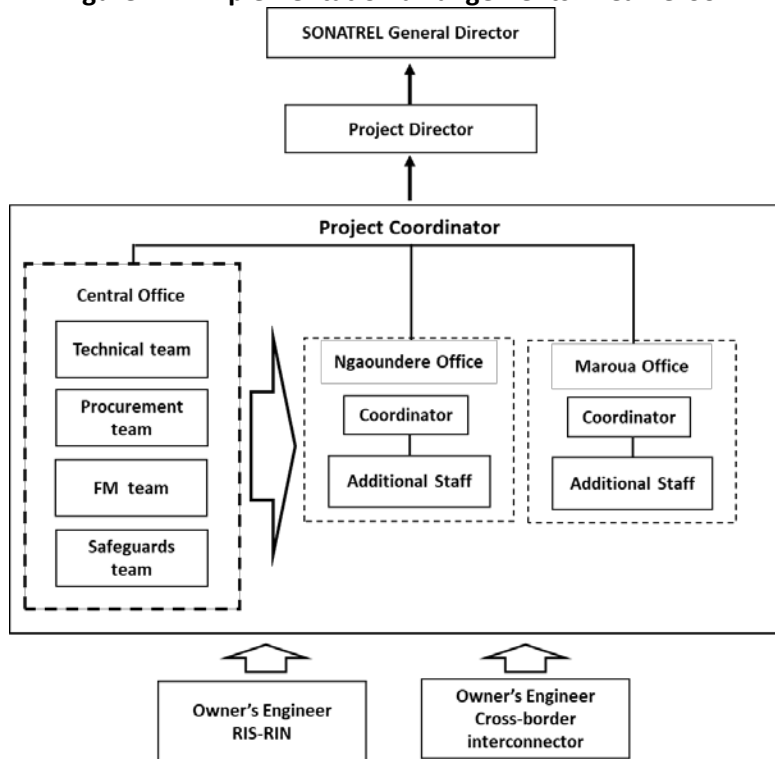 SONATREL General Director
Project Director
Project Coordinator
Central Office
Technical team
Procurement
team
FM team
Safeguards
team
Ngaoundere Office
Coordinator
Additional Staff
Maroua Office
Coordinator
Additional Staff
Owner's Engineer
RIS-RIN
Owner's Engineer
Cross-border
interconnector